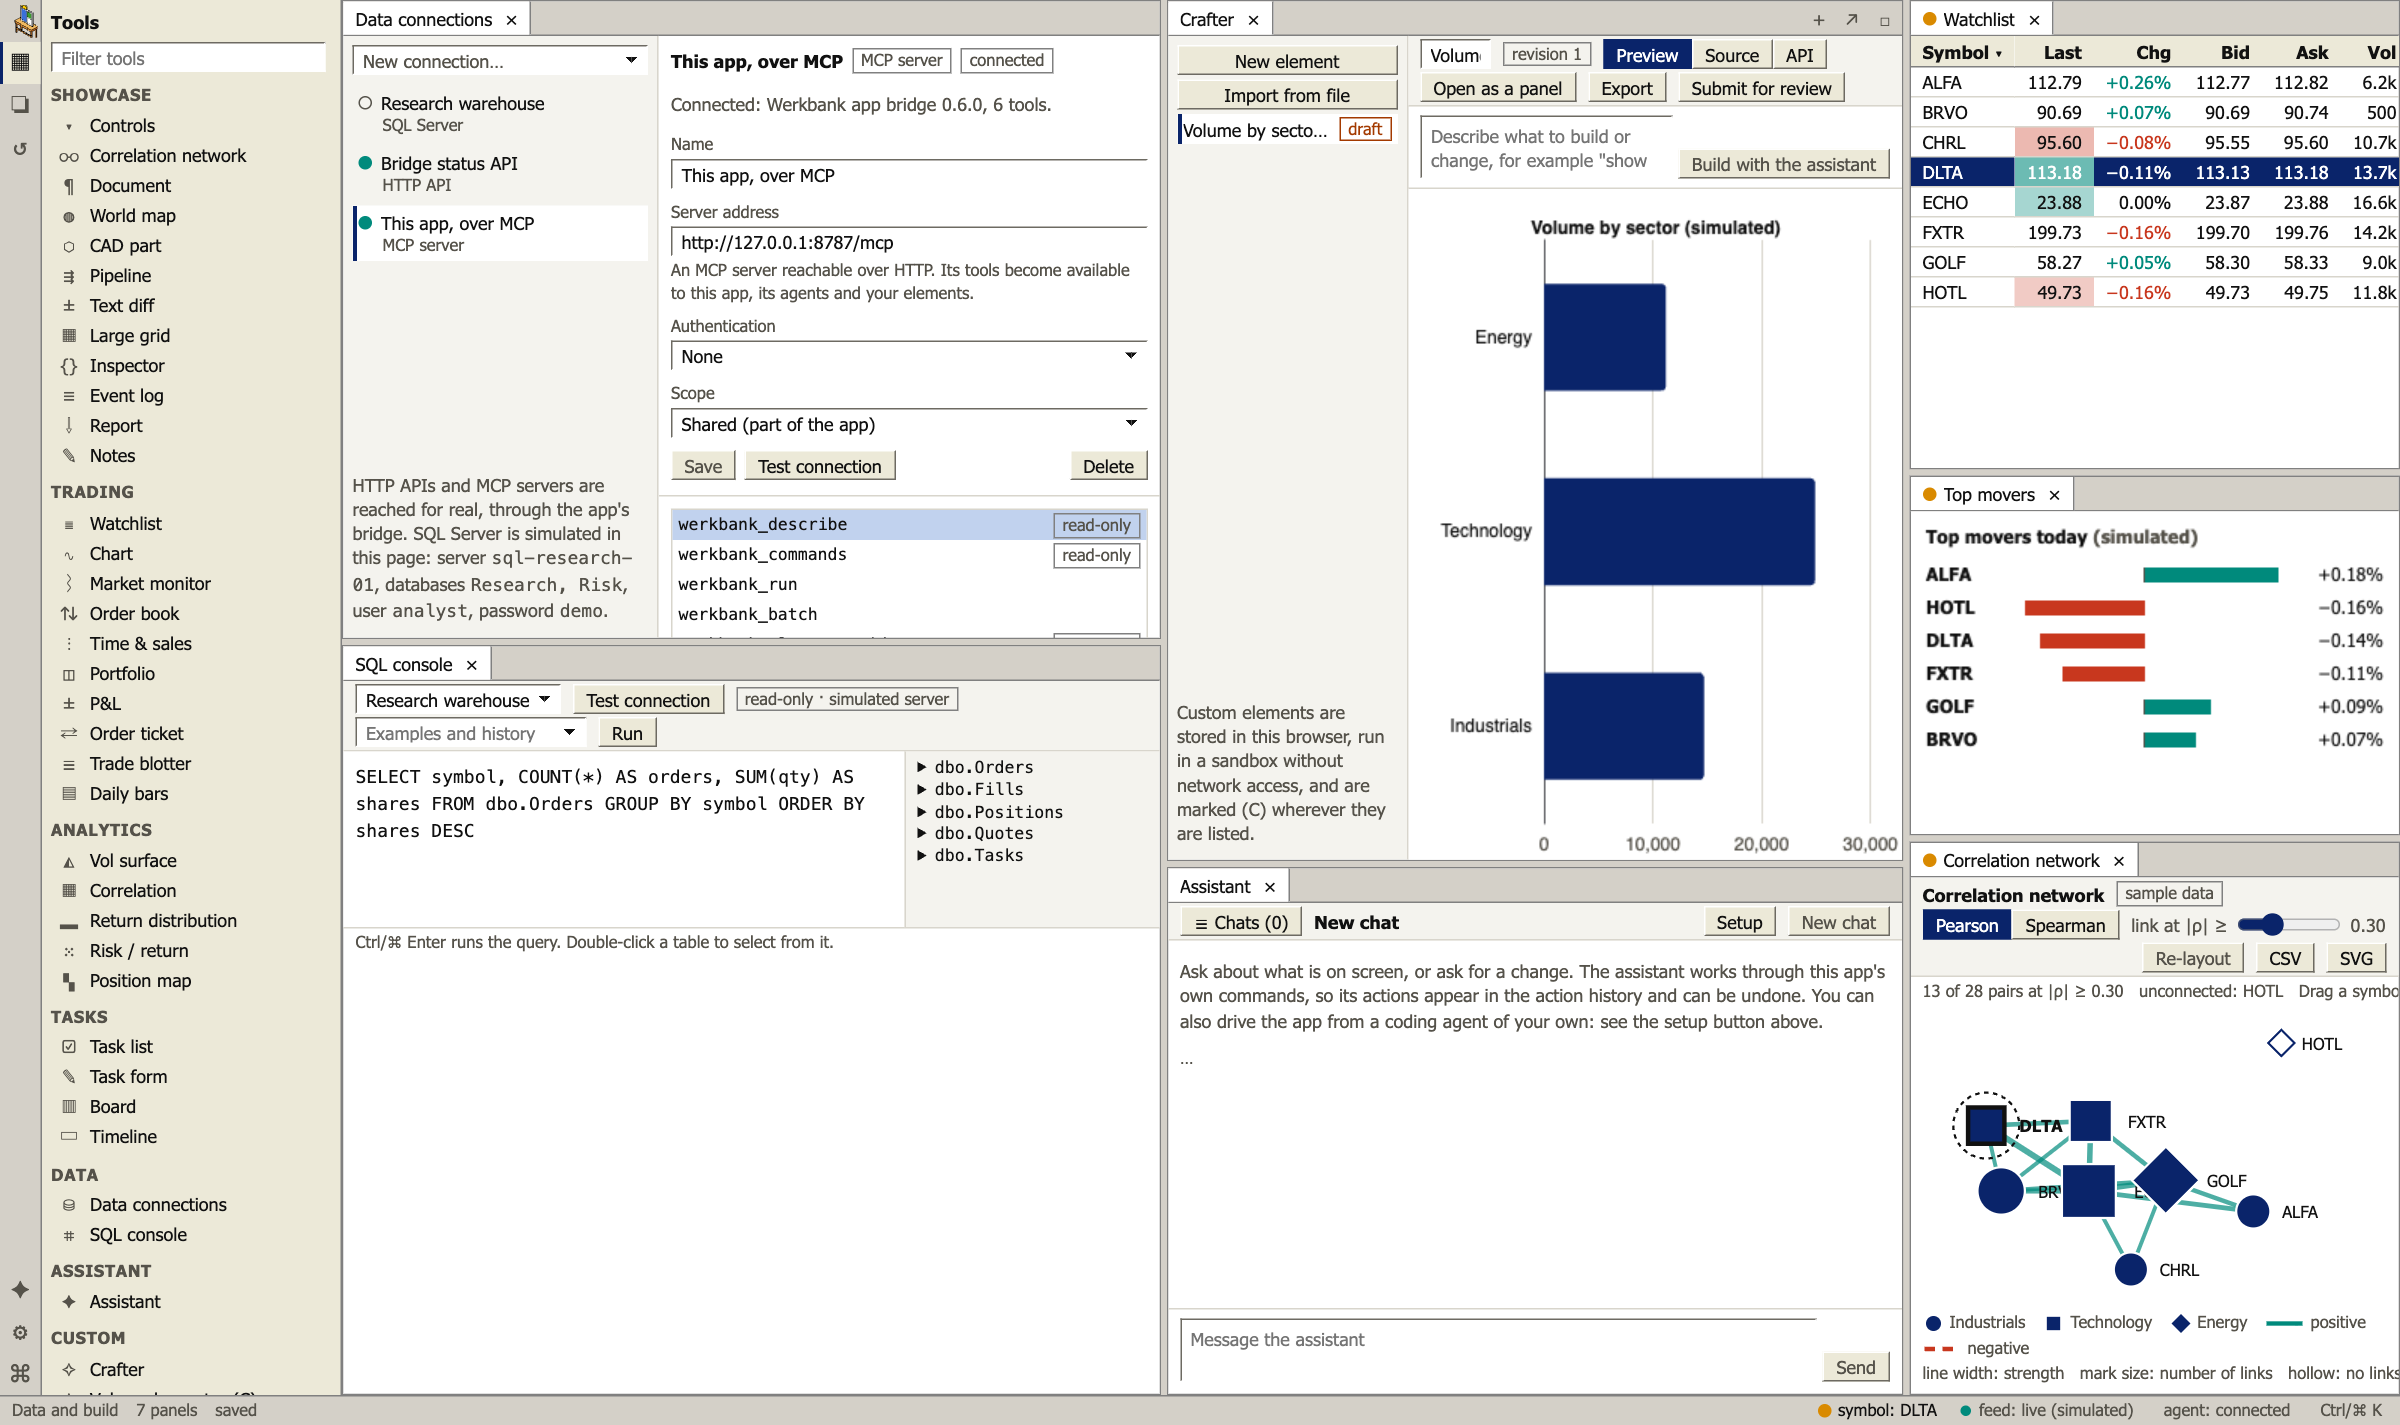 Tools
Filter tools
SHOWCASE
Controls
Correlation network
Document
World map
CAD part
Pipeline
Text diff
Large grid
Inspector
Event log
Report
Notes
TRADING
Watchlist
Chart
Market monitor
Order book
Time & sales
Portfolio
P&L
Order ticket
Trade blotter
Daily bars
ANALYTICS
Vol surface
Correlation
Return distribution
Risk / return
Position map
TASKS
Task list
Task form
Board
Timeline
DATA
Data connections
SQL console
ASSISTANT
Assistant
CUSTOM
Crafter
Data connections ×
New connection...
Research warehouse
SQL Server
Bridge status API
HTTP API
This app, over MCP
MCP server
HTTP APIs and MCP servers are
reached for real, through the app's
bridge. SQL Server is simulated in
this page: server sql-research-
01, databases Research, Risk,
user analyst, password demo.
This app, over MCP MCP server connected
Connected: Werkbank app bridge 0.6.0, 6 tools.
Name
This app, over MCP
Server address
http://127.0.0.1:8787/mcp
An MCP server reachable over HTTP. Its tools become available
to this app, its agents and your elements.
Authentication
None
Scope
Shared (part of the app)
Save Test connection Delete
werkbank_describe read-only
werkbank_commands read-only
werkbank_run
werkbank_batch
SQL console ×
Research warehouse Test connection read-only · simulated server
Examples and history Run
SELECT symbol, COUNT(*) AS orders, SUM(qty) AS
shares FROM dbo.Orders GROUP BY symbol ORDER BY
shares DESC
dbo.Orders
dbo.Fills
dbo.Positions
dbo.Quotes
dbo.Tasks
Ctrl/⌘ Enter runs the query. Double-click a table to select from it.
Crafter ×
New element
Import from file
Volume by secto... draft
Custom elements are
stored in this browser, run
in a sandbox without
network access, and are
marked (C) wherever they
are listed.
Volum revision 1 Preview Source API
Open as a panel Export Submit for review
Describe what to build or
change, for example "show
Build with the assistant
Volume by sector (simulated)
Energy
Technology
Industrials
0 10,000 20,000 30,000
Assistant ×
Chats (0) New chat Setup New chat
Ask about what is on screen, or ask for a change. The assistant works through this app's
own commands, so its actions appear in the action history and can be undone. You can
also drive the app from a coding agent of your own: see the setup button above.
...
Message the assistant
Send
Watchlist ×
Symbol Last Chg Bid Ask Vol
ALFA 112.79 +0.26% 112.77 112.82 6.2k
BRVO 90.69 +0.07% 90.69 90.74 500
CHRL 95.60 −0.08% 95.55 95.60 10.7k
DLTA 113.18 −0.11% 113.13 113.18 13.7k
ECHO 23.88 0.00% 23.87 23.88 16.6k
FXTR 199.73 −0.16% 199.70 199.76 14.2k
GOLF 58.27 +0.05% 58.30 58.33 9.0k
HOTL 49.73 −0.16% 49.73 49.75 11.8k
Top movers ×
Top movers today (simulated)
ALFA +0.18%
HOTL −0.16%
DLTA −0.14%
FXTR −0.11%
GOLF +0.09%
BRVO +0.07%
Correlation network ×
Correlation network sample data
Pearson Spearman link at |ρ| ≥ 0.30
Re-layout CSV SVG
13 of 28 pairs at |ρ| ≥ 0.30 unconnected: HOTL Drag a symbo
HOTL
DLTA
FXTR
BR
E
GOLF
ALFA
CHRL
Industrials Technology Energy positive
negative
line width: strength mark size: number of links hollow: no links
Data and build 7 panels saved
symbol: DLTA feed: live (simulated) agent: connected Ctrl/⌘ K